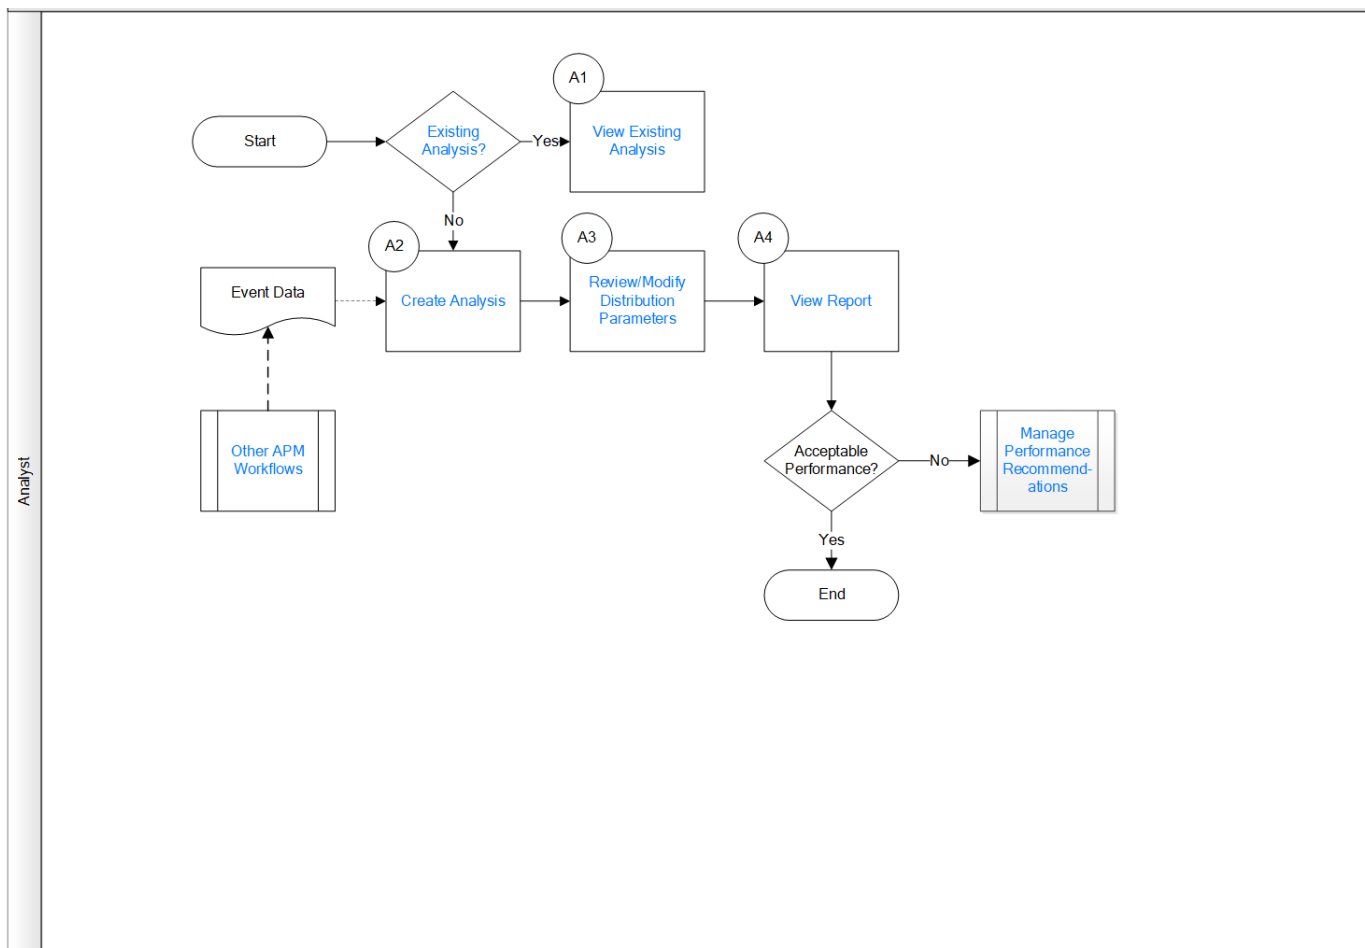 A1
Start
Existing
Analysis?
Yes
View Existing
Analysis
No
A2
A3
A4
Event Data
Create Analysis
Review/Modify
Distribution
Parameters
View Report
Other APM
Workflows
Acceptable
Performance?
No
Manage
Performance
Recommend-
ations
Analyst
Yes
End